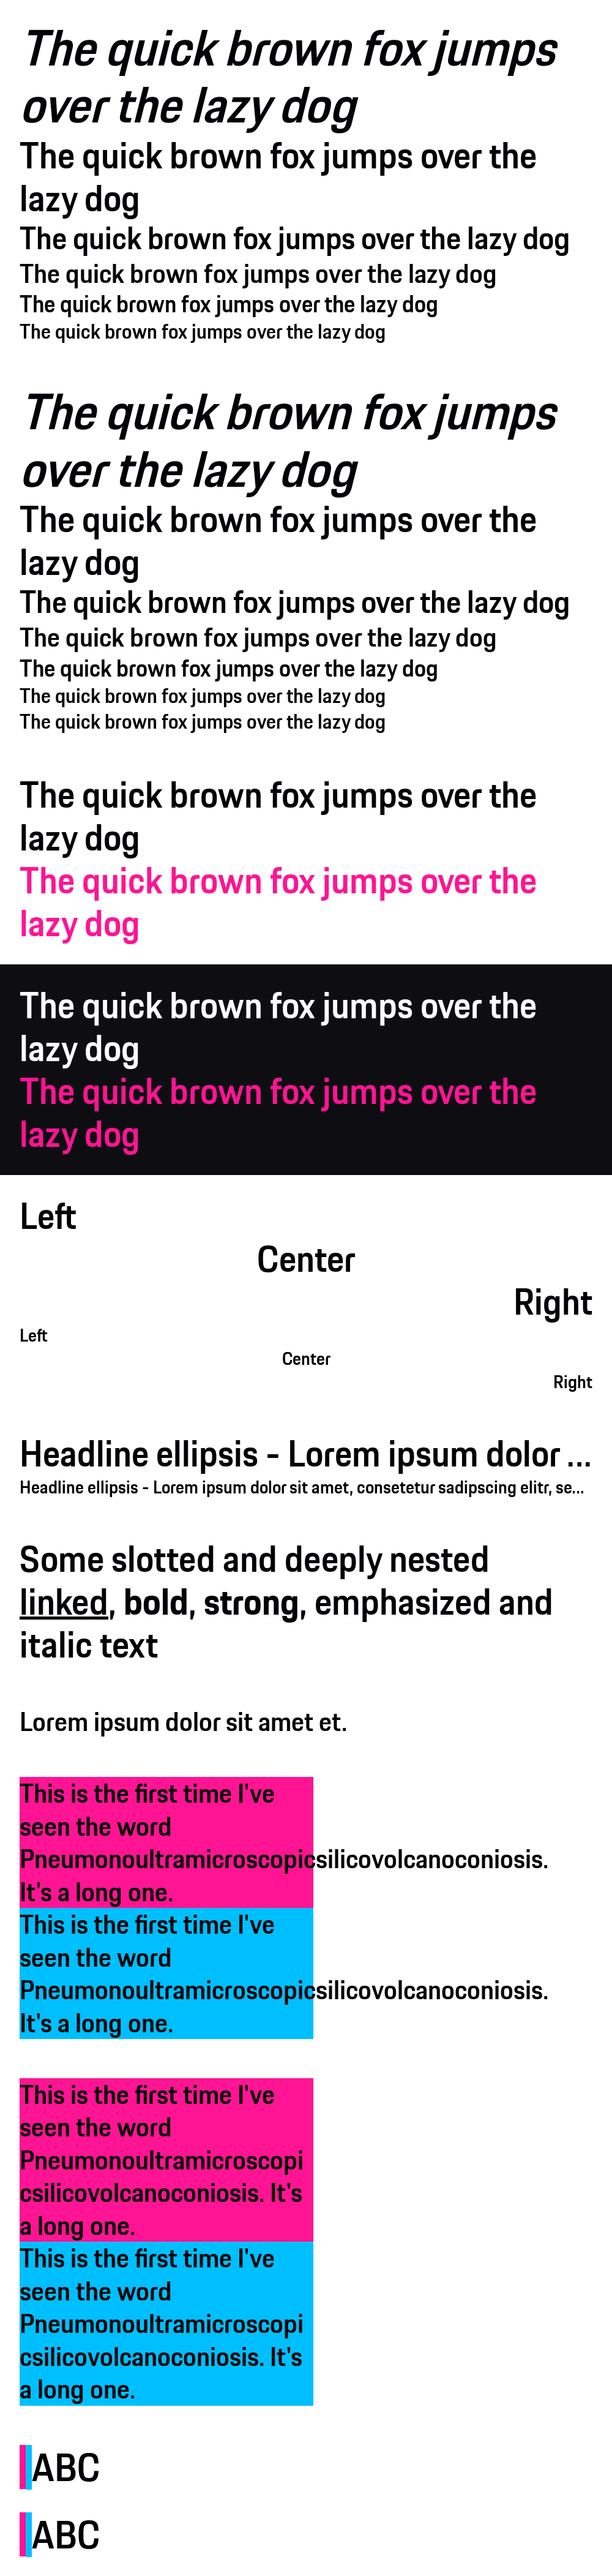 The quick brown fox jumps
over the lazy dog
The quick brown fox jumps over the
lazy dog
The quick brown fox jumps over the lazy dog
The quick brown fox jumps over the lazy dog
The quick brown fox jumps over the lazy dog
The quick brown fox jumps over the lazy dog
The quick brown fox jumps
over the lazy dog
The quick brown fox jumps over the
lazy dog
The quick brown fox jumps over the lazy dog
The quick brown fox jumps over the lazy dog
The quick brown fox jumps over the lazy dog
The quick brown fox jumps over the lazy dog
The quick brown fox jumps over the lazy dog
The quick brown fox jumps over the
lazy dog
The quick brown fox jumps over the
lazy dog
The quick brown fox jumps over the
lazy dog
The quick brown fox jumps over the
lazy dog
Left
Center
Right
Left
Center
Right
Headline ellipsis - Lorem ipsum dolor ...
Headline ellipsis - Lorem ipsum dolor sit amet, consetetur sadipscing elitr, se...
Some slotted and deeply nested
linked, bold, strong, emphasized and
italic text
Lorem ipsum dolor sit amet et.
This is the first time I've
seen the word
Pneumonoultramicroscopicsilicovolcanoconiosis.
It's a long one.
This is the first time I've
seen the word
Pneumonoultramicroscopicsilicovolcanoconiosis.
It's a long one.
This is the first time I've
seen the word
Pneumonoultramicroscopi
csilicovolcanoconiosis. It's
a long one.
This is the first time I've
seen the word
Pneumonoultramicroscopi
csilicovolcanoconiosis. It's
a long one.
ABC
ABC